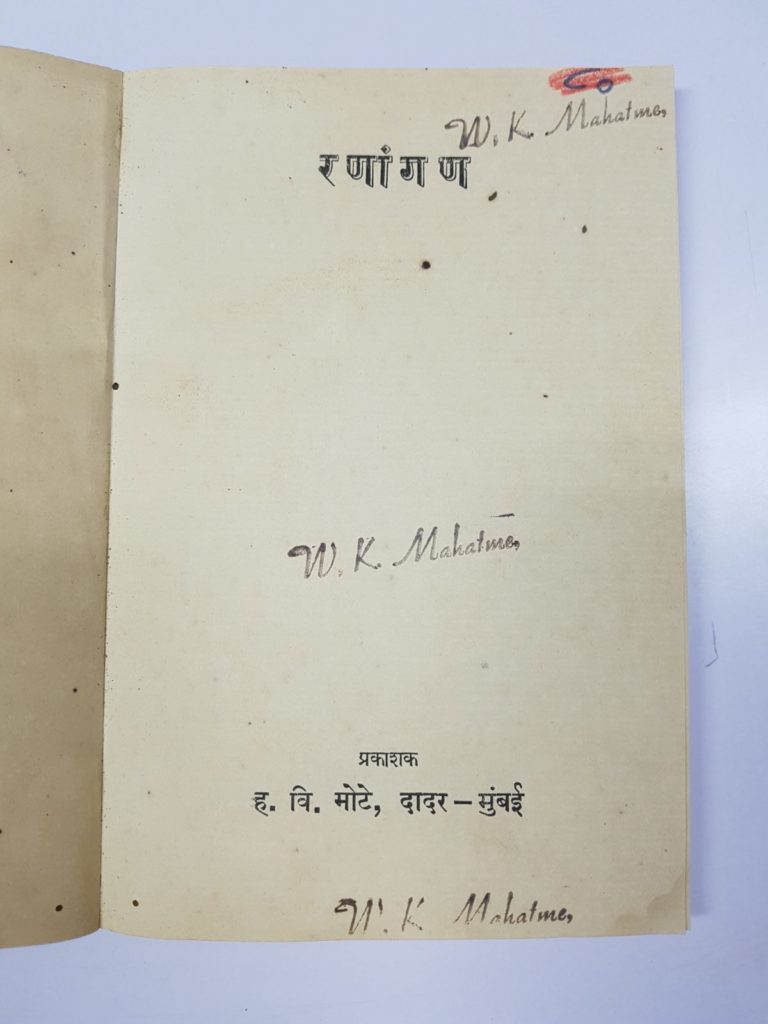 W. K. Mahatme,
रणांगण
W. K. Mahatme,
प्रकाशक
ह. वि. मोटे, दादर – मुंबई
W. K Mahatme,